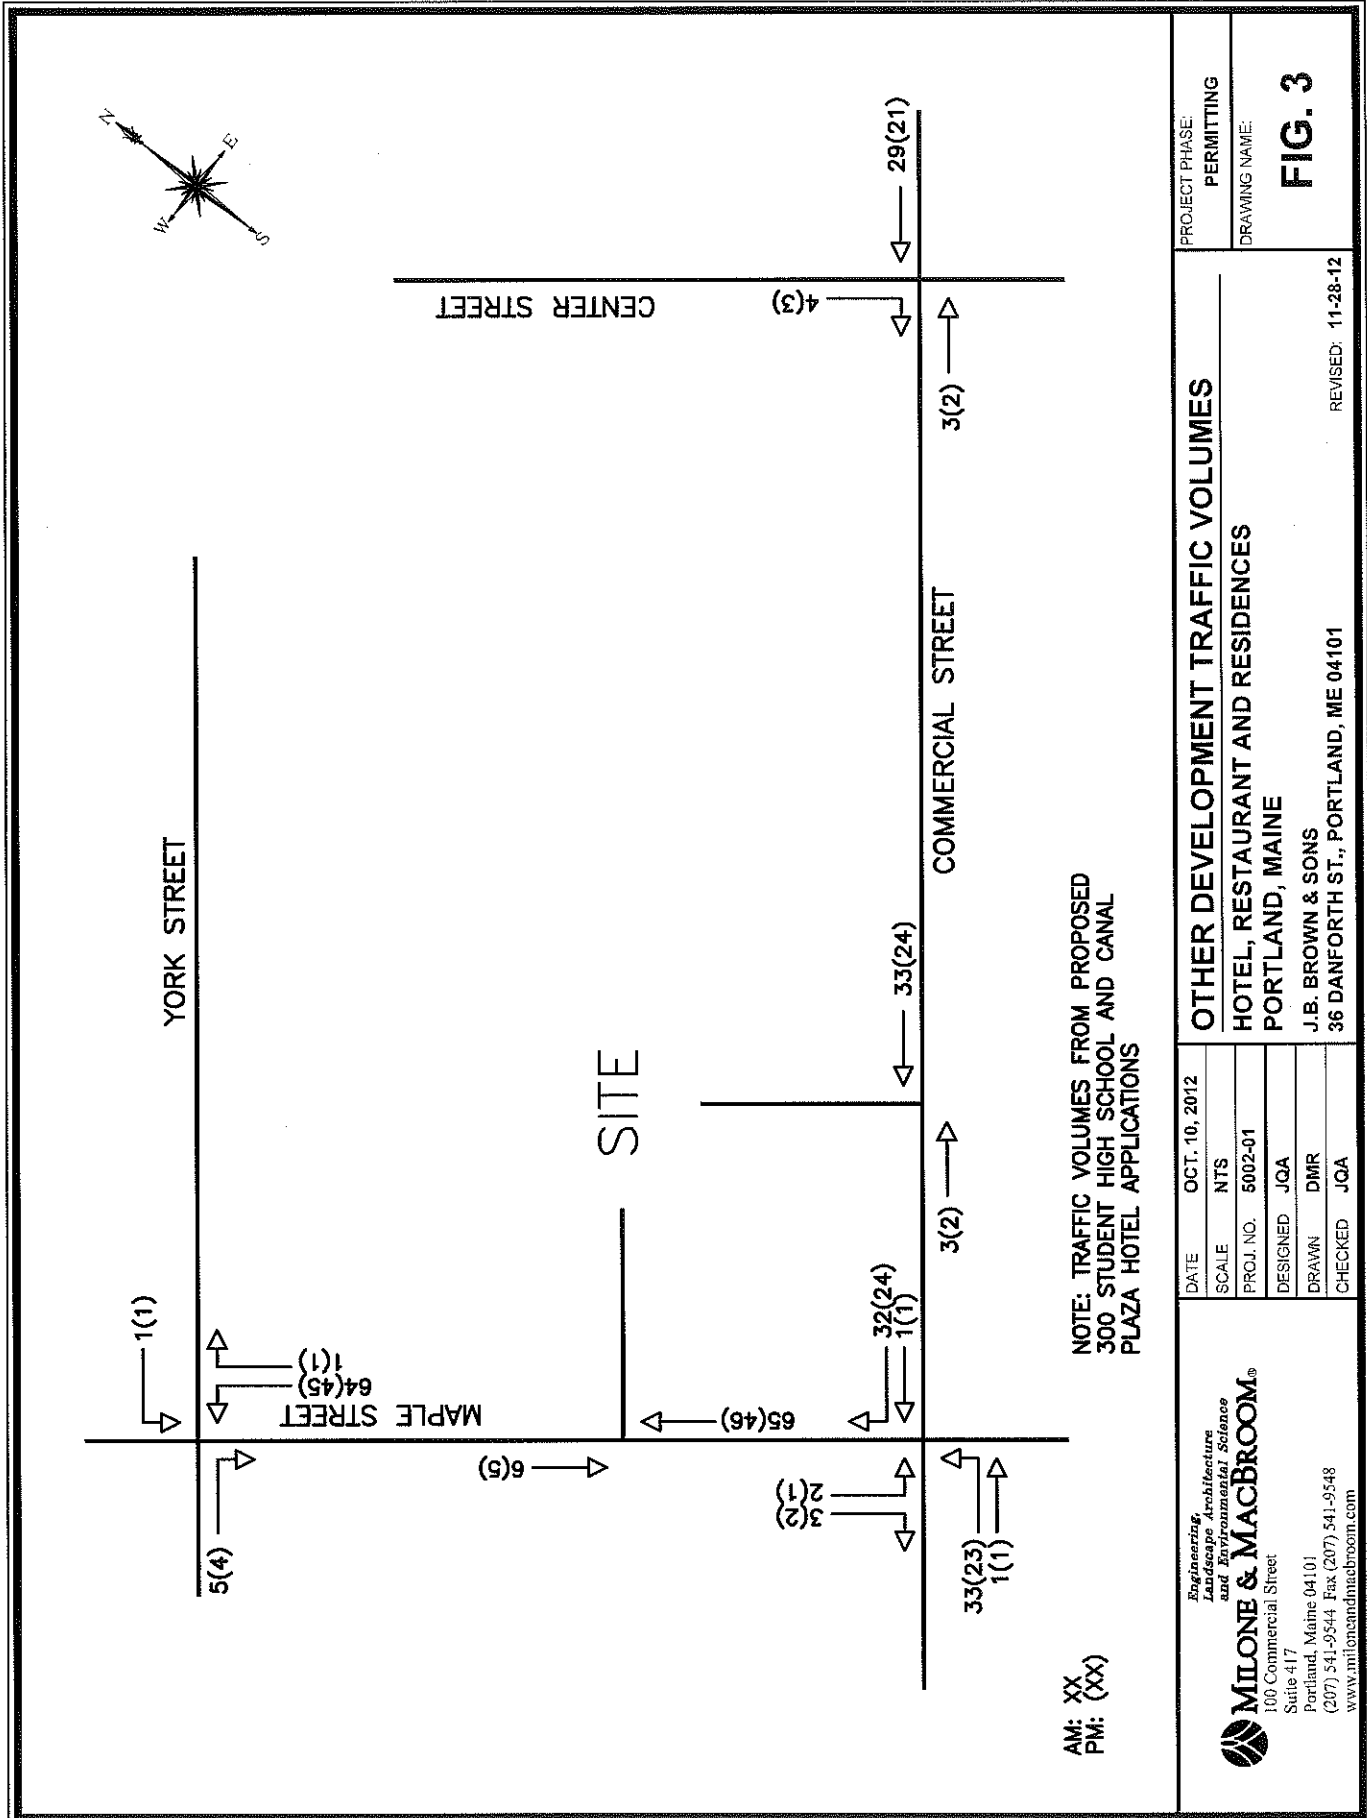 N
W
E
S
YORK STREET
1(1)
5(4)
64(45)
1(1)
MAPLE STREET
6(5)
SITE
65(46)
CENTER STREET
4(3)
29(21)
3(2)
2(1)
32(24)
1(1)
33(24)
33(23)
1(1)
3(2)
COMMERCIAL STREET
3(2)
AM: XX
PM: (XX)
NOTE: TRAFFIC VOLUMES FROM PROPOSED
300 STUDENT HIGH SCHOOL AND CANAL
PLAZA HOTEL APPLICATIONS
Engineering,
Landscape Architecture
and Environmental Science
MILONE & MACBROOM®
100 Commercial Street
Suite 417
Portland, Maine 04101
(207) 541-9544 Fax (207) 541-9548
www.miloneandmacbroom.com
DATE OCT. 10, 2012
SCALE NTS
PROJ. NO. 5002-01
DESIGNED JQA
DRAWN DMR
CHECKED JQA
OTHER DEVELOPMENT TRAFFIC VOLUMES
HOTEL, RESTAURANT AND RESIDENCES
PORTLAND, MAINE
J.B. BROWN & SONS
36 DANFORTH ST., PORTLAND, ME 04101
REVISED: 11-28-12
PROJECT PHASE:
PERMITTING
DRAWING NAME:
FIG. 3